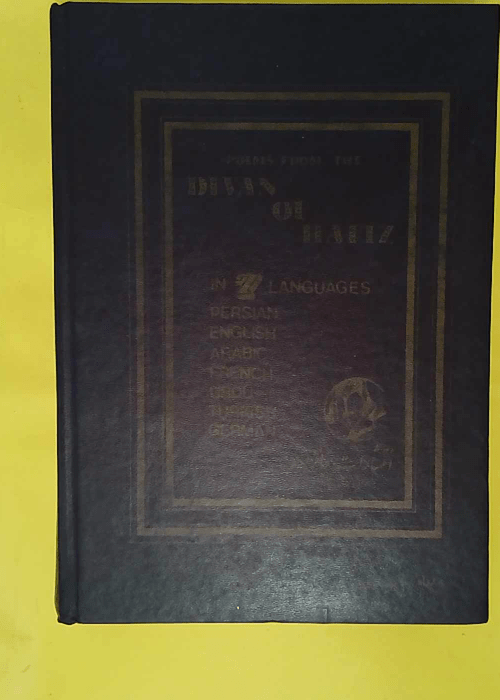 POEMS FROM THE
DIVAN
OF
HAFIZ
IN 7 LANGUAGES
PERSIAN
ENGLISH
ARABIC
FRENCH
URDU
TURKISH
GERMAN